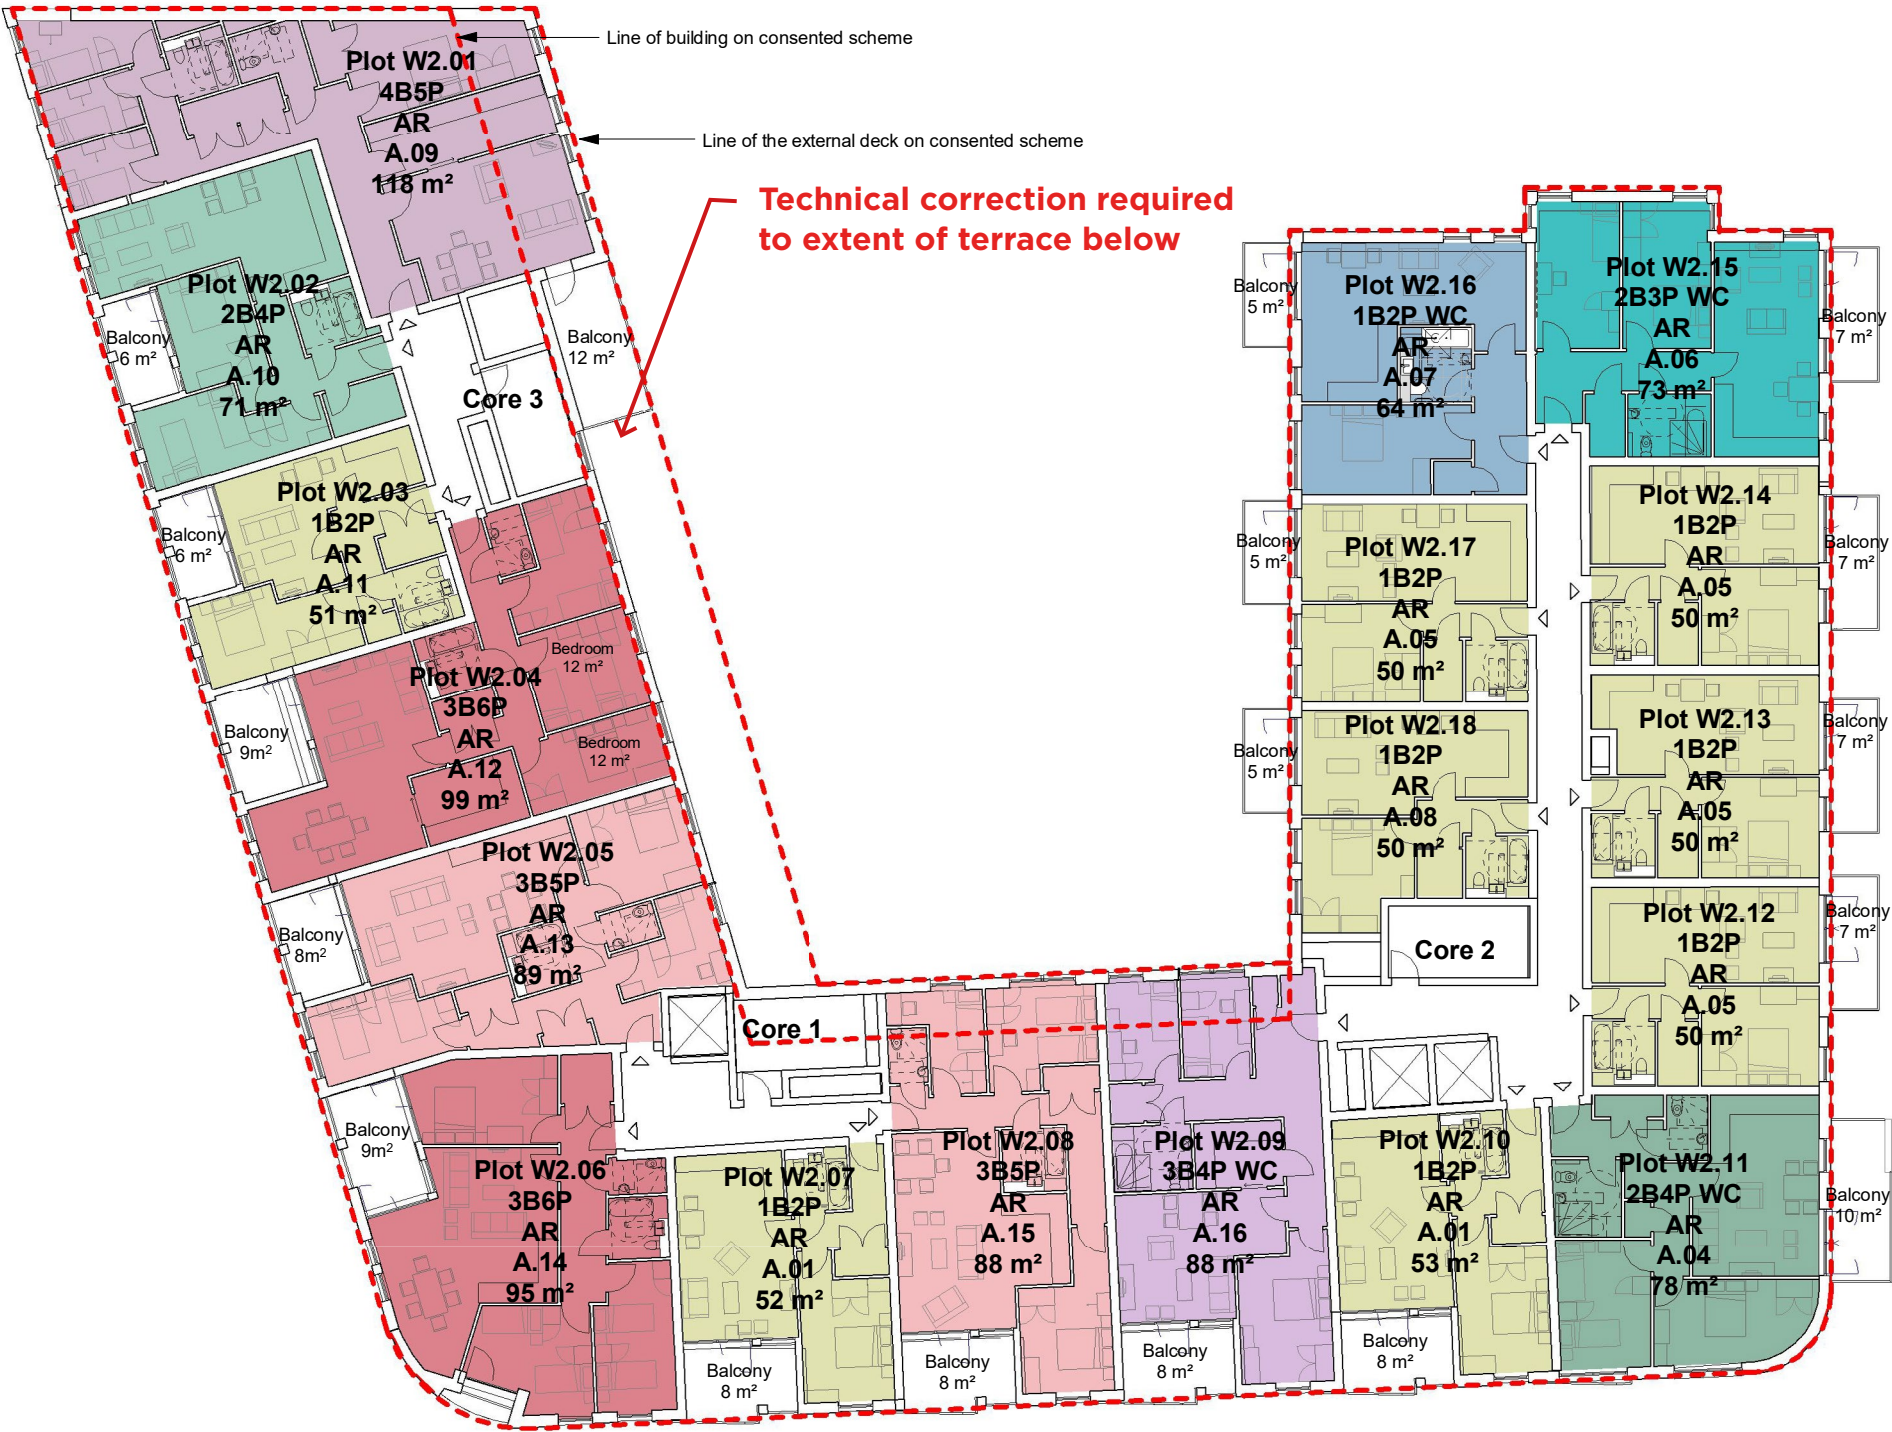 Line of building on consented scheme
Line of the external deck on consented scheme
Technical correction required
to extent of terrace below
Plot W2.01
4B5P
AR
A.09
118 m²
Plot W2.02
2B4P
AR
A.10
71 m²
Balcony
6 m²
Balcony
12 m²
Core 3
Plot W2.03
1B2P
AR
A.11
51 m²
Balcony
6 m²
Plot W2.04
3B6P
AR
A.12
99 m²
Bedroom
12 m²
Bedroom
12 m²
Balcony
9m²
Plot W2.05
3B5P
AR
A.13
89 m²
Balcony
8m²
Core 1
Plot W2.06
3B6P
AR
A.14
95 m²
Balcony
9m²
Plot W2.07
1B2P
AR
A.01
52 m²
Balcony
8 m²
Plot W2.08
3B5P
AR
A.15
88 m²
Balcony
8 m²
Plot W2.09
3B4P WC
AR
A.16
88 m²
Balcony
8 m²
Plot W2.10
1B2P
AR
A.01
53 m²
Balcony
8 m²
Plot W2.11
2B4P WC
AR
A.04
78 m²
Balcony
10 m²
Plot W2.12
1B2P
AR
A.05
50 m²
Balcony
7 m²
Plot W2.13
1B2P
AR
A.05
50 m²
Balcony
7 m²
Plot W2.14
1B2P
AR
A.05
50 m²
Balcony
7 m²
Plot W2.15
2B3P WC
AR
A.06
73 m²
Balcony
7 m²
Plot W2.16
1B2P WC
AR
A.07
64 m²
Balcony
5 m²
Plot W2.17
1B2P
AR
A.05
50 m²
Balcony
5 m²
Plot W2.18
1B2P
AR
A.08
50 m²
Balcony
5 m²
Core 2